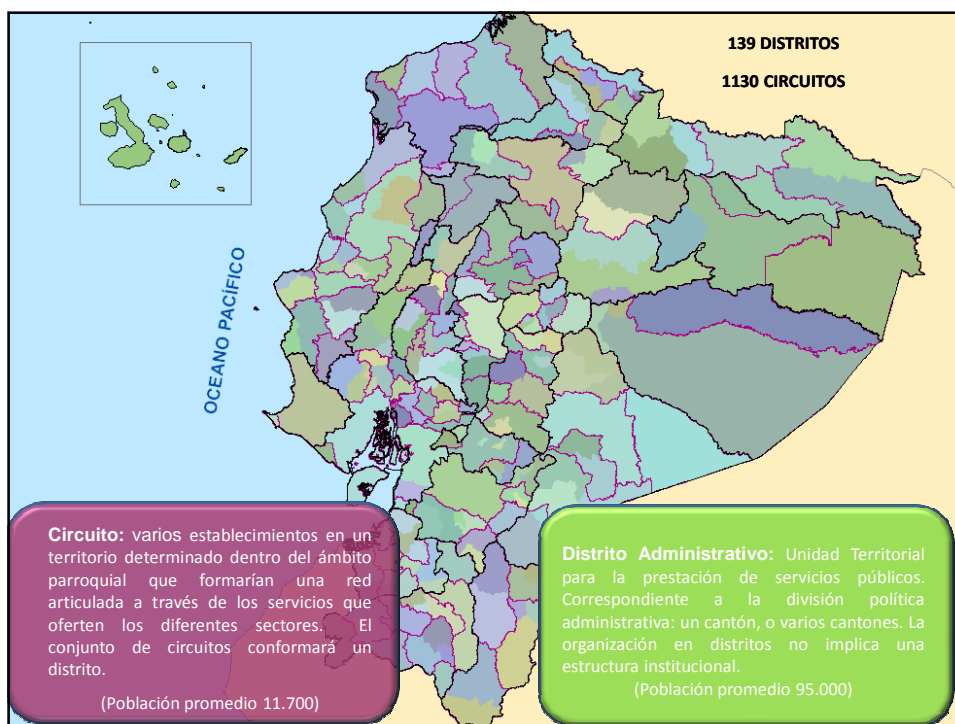 139 DISTRITOS
1130 CIRCUITOS
OCEANO PACÍFICO
Circuito: varios establecimientos en un
territorio determinado dentro del ámbito
parroquial que formarían una red
articulada a través de los servicios que
oferten los diferentes sectores. El
conjunto de circuitos conformará un
distrito.
(Población promedio 11.700)
Distrito Administrativo: Unidad Territorial
para la prestación de servicios públicos.
Correspondiente a la división política
administrativa: un cantón, o varios cantones. La
organización en distritos no implica una
estructura institucional.
(Población promedio 95.000)